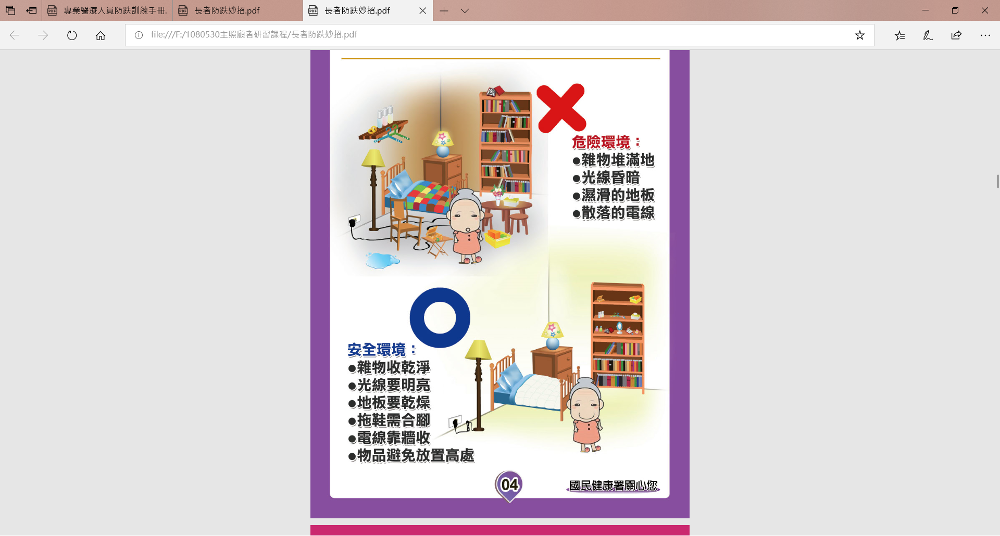 專業醫療人員防跌訓練手冊.
長者防跌妙招.pdf
長者防跌妙招.pdf
file:///F:/1080530主照顧者研習課程/長者防跌妙招.pdf
危險環境：
●雜物堆滿地
●光線昏暗
●濕滑的地板
●散落的電線
安全環境：
●雜物收乾淨
●光線要明亮
●地板要乾燥
●拖鞋需合腳
●電線靠牆收
●物品避免放置高處
04
國民健康署關心您